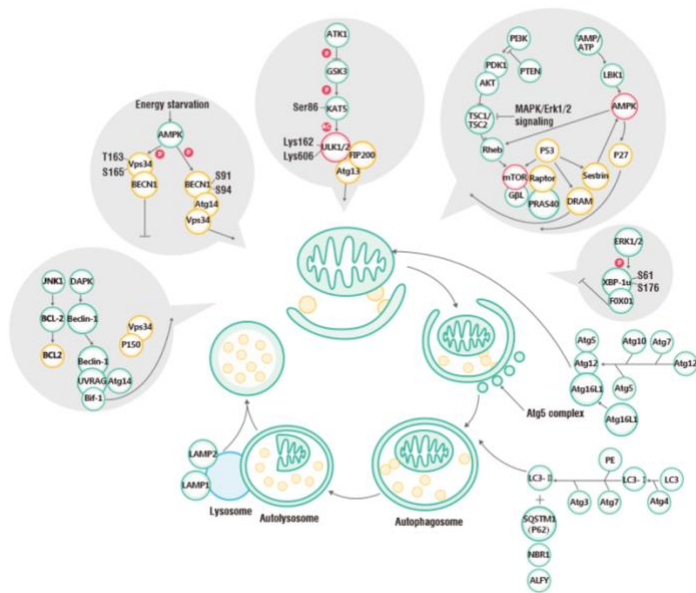 ATK1
P
GSK3
P
Ser86
KAT5
AC
Lys162
Lys606
ULK1/2
FIP200
Atg13
Energy starvation
AMPK
P
P
T163
S165
Vps34
BECN1
BECN1
S91
S94
Atg14
Vps34
PI3K
PDK1
PTEN
AKT
AMP/
ATP
LBK1
AMPK
TSC1/
TSC2
MAPK/Erk1/2
signaling
Rheb
P53
P27
mTOR
Raptor
Sestrin
GβL
PRAS40
DRAM
ERK1/2
P
XBP-1u
S61
S176
FOXO1
JNK1
DAPK
BCL-2
Beclin-1
Vps34
P150
BCL2
Beclin-1
UVRAG
Atg14
Bif-1
Atg5
Atg12
Atg16L1
Atg10
Atg7
Atg12
Atg5
Atg16L1
Atg5 complex
LAMP2
LAMP1
Lysosome
Autolysosome
Autophagosome
PE
LC3-II
LC3-I
LC3
Atg3
Atg7
Atg4
+
SQSTM1
(P62)
NBR1
ALFY